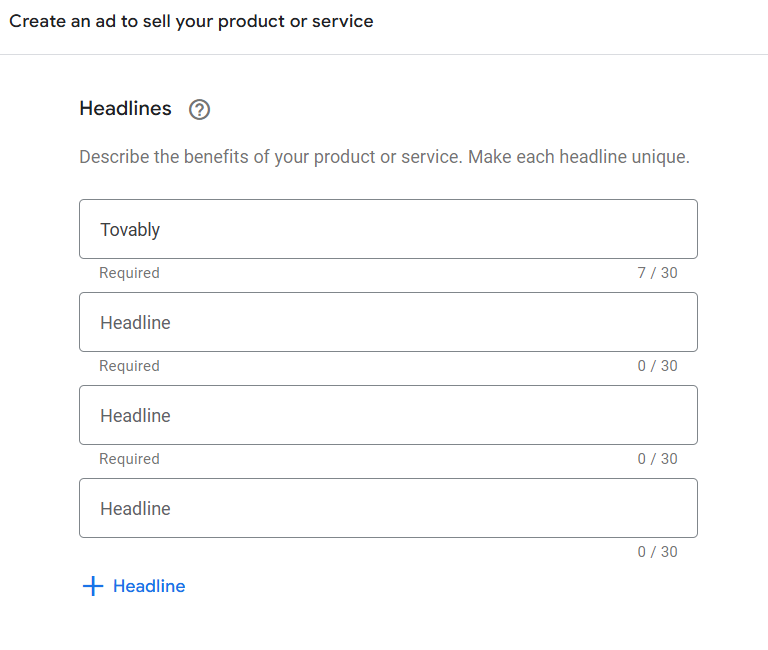 Create an ad to sell your product or service
Headlines ?
Describe the benefits of your product or service. Make each headline unique.
Tovably
Required 7 / 30
Headline
Required 0 / 30
Headline
Required 0 / 30
Headline
0 / 30
+ Headline